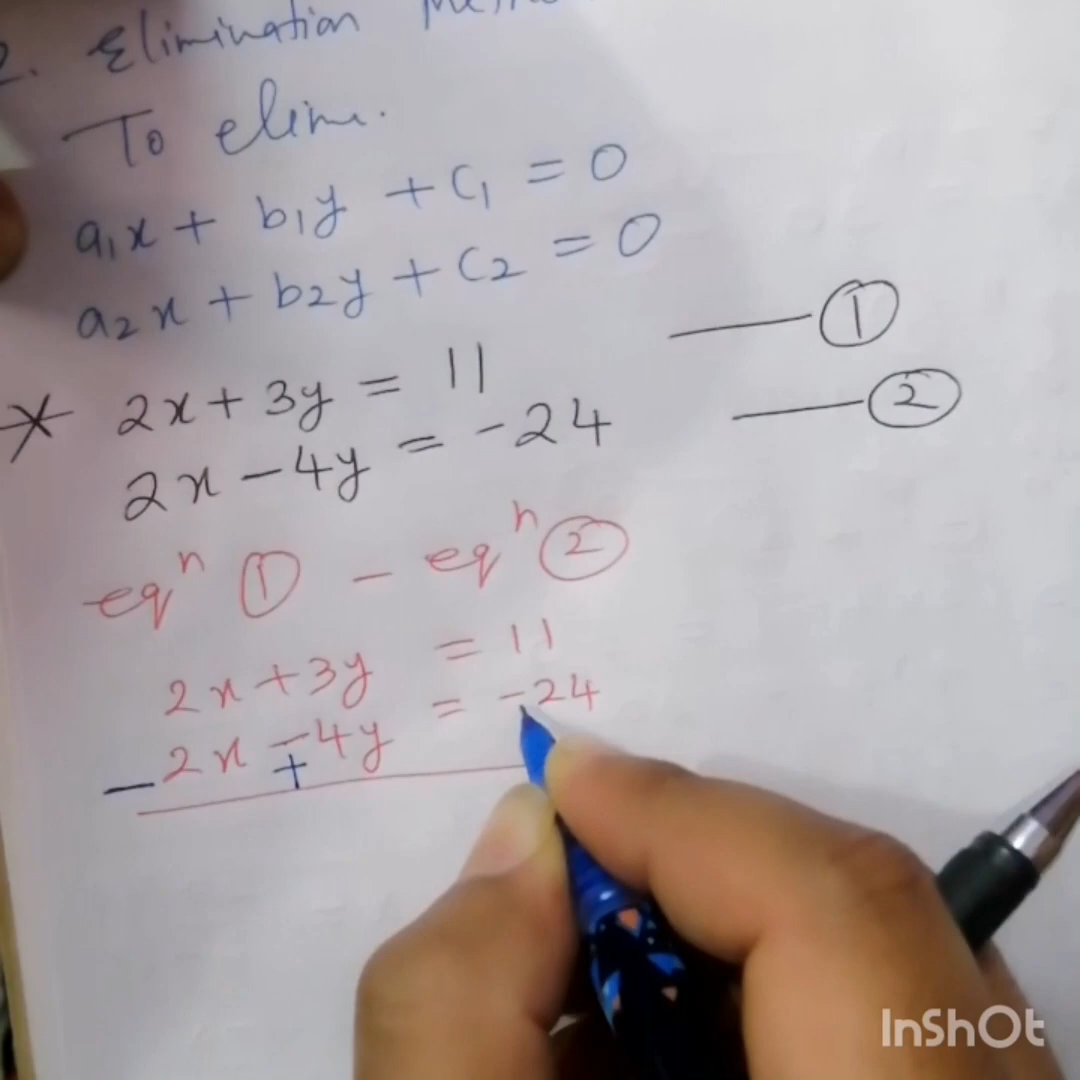 2. Elimination
To elim.
a₁x + b₁y + C₁ = 0
a₂x + b₂y + C₂ = 0
* 2x + 3y = 11 —— ①
2x - 4y = -24 —— ②
eqⁿ ① - eqⁿ ②
2x + 3y = 11
2x - 4y = -24
- +
InShOt